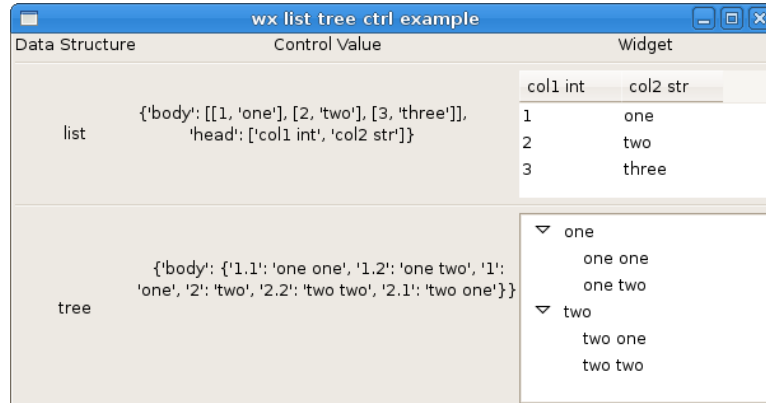 wx list tree ctrl example
Data Structure Control Value Widget
list
{'body': [[1, 'one'], [2, 'two'], [3, 'three']],
'head': ['col1 int', 'col2 str']}
col1 int col2 str
1 one
2 two
3 three
tree
{'body': {'1.1': 'one one', '1.2': 'one two', '1':
'one', '2': 'two', '2.2': 'two two', '2.1': 'two one'}}
one
one one
one two
two
two one
two two